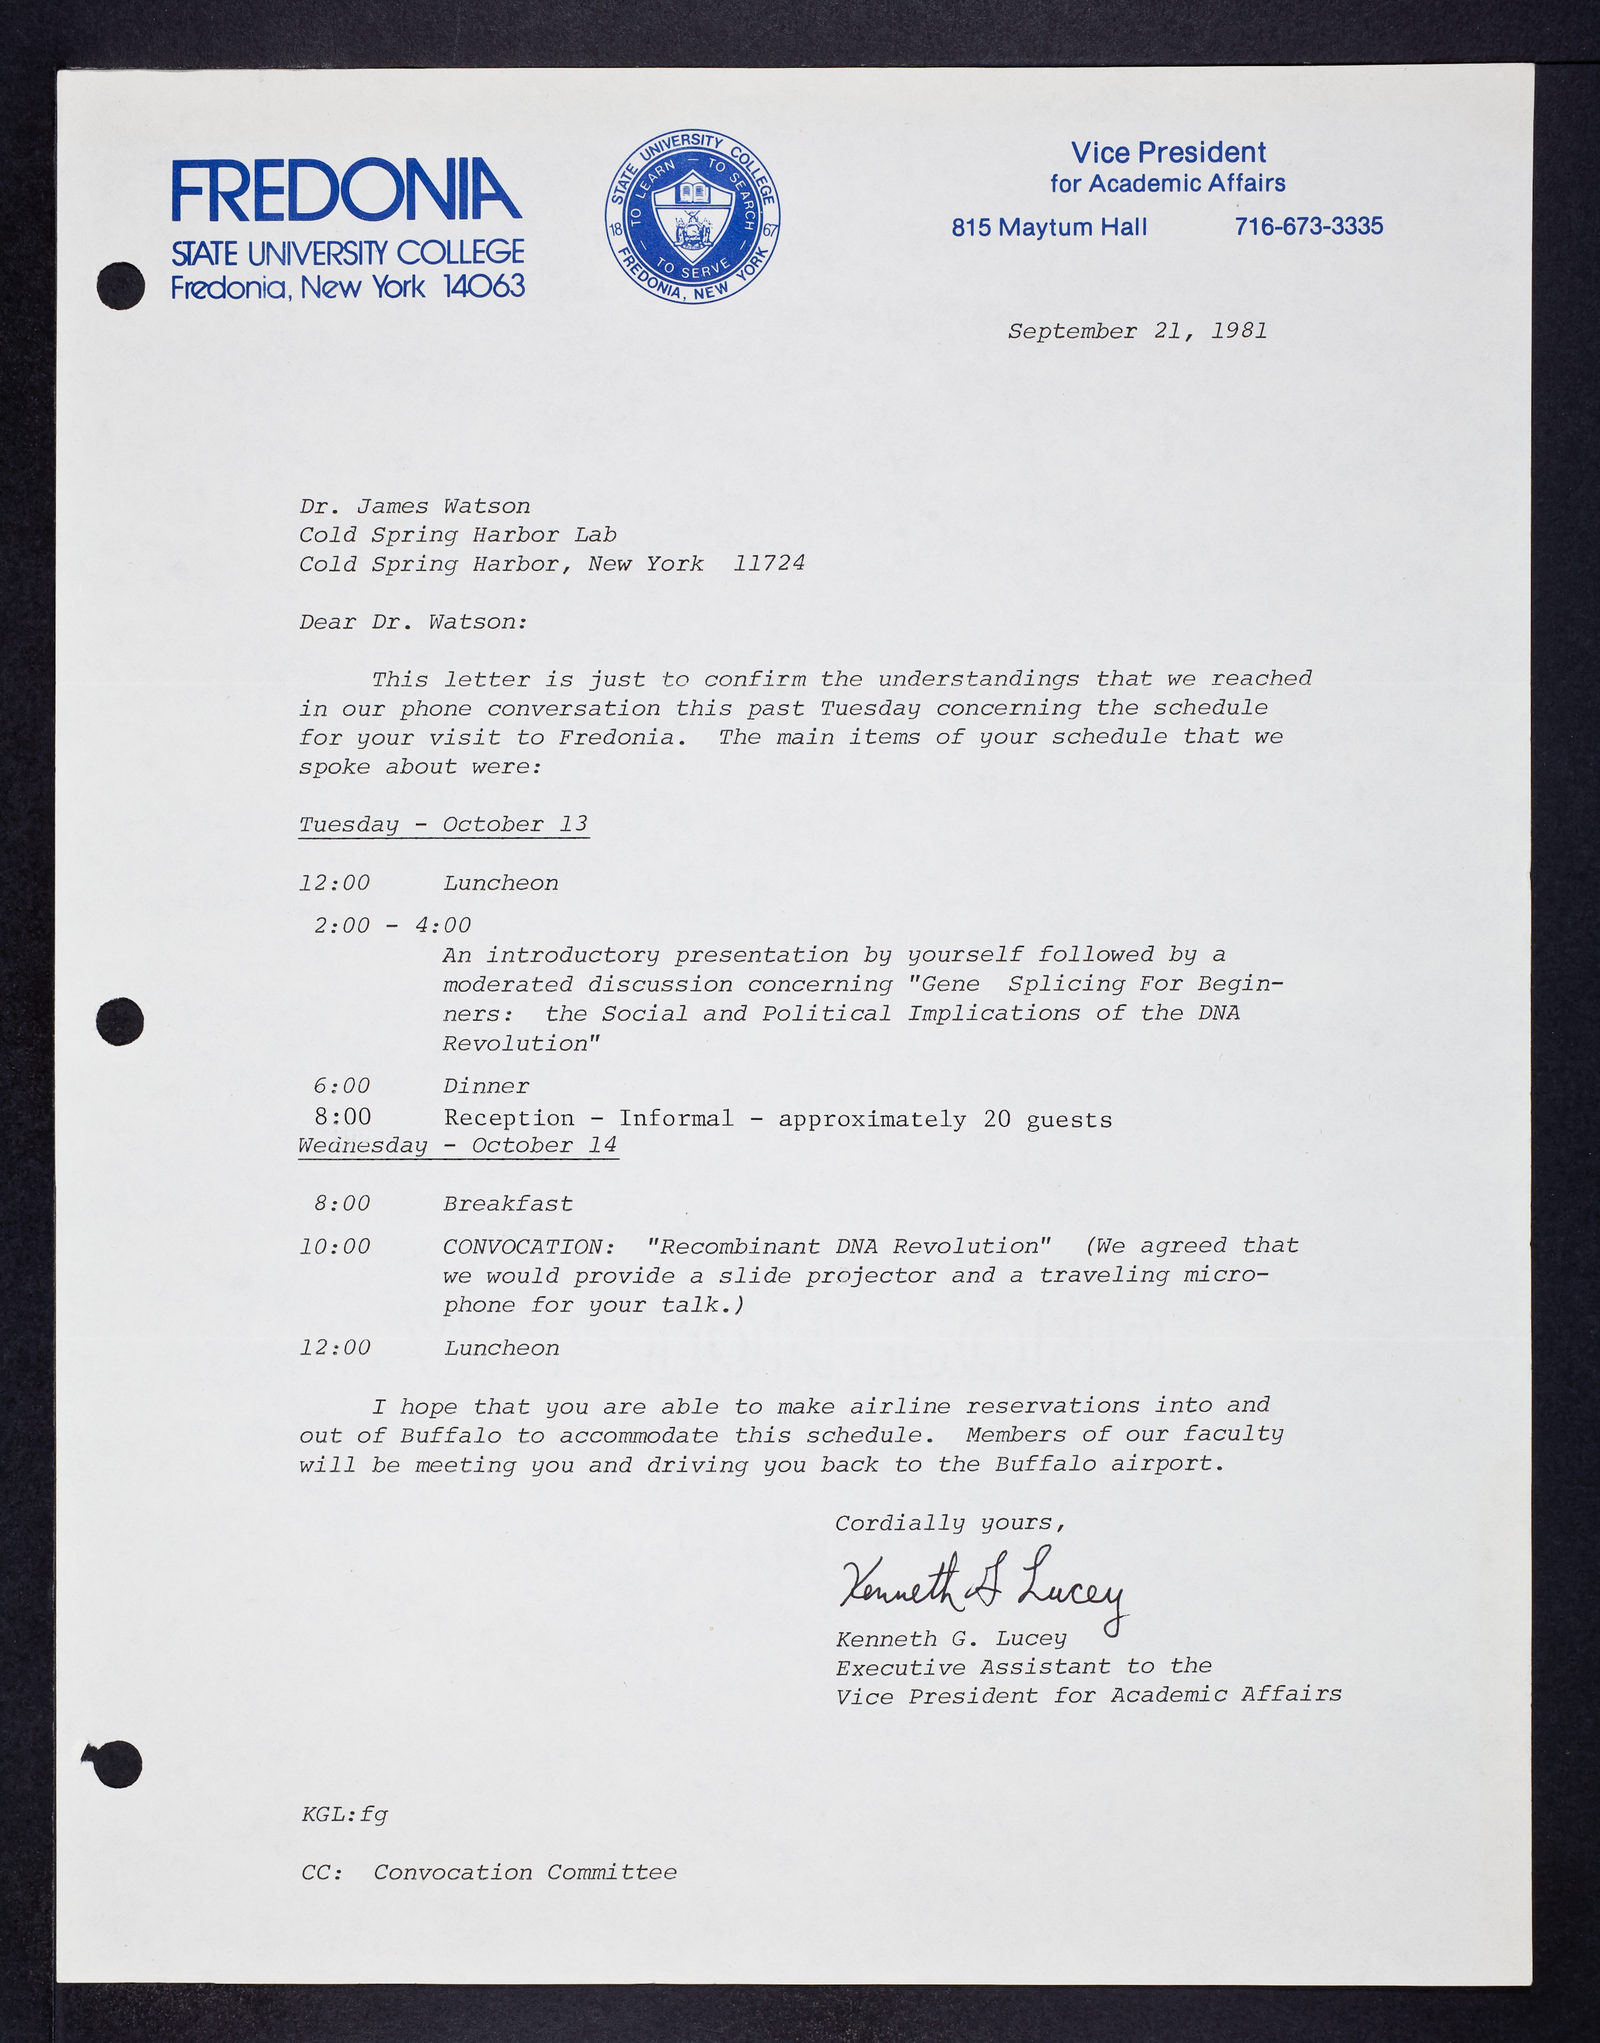 FREDONIA
STATE UNIVERSITY COLLEGE
Fredonia, New York 14063
STATE UNIVERSITY COLLEGE
FREDONIA, NEW YORK
1867
TO LEARN — TO SEARCH — TO SERVE —
Vice President
for Academic Affairs
815 Maytum Hall 716-673-3335
September 21, 1981
Dr. James Watson
Cold Spring Harbor Lab
Cold Spring Harbor, New York 11724
Dear Dr. Watson:
This letter is just to confirm the understandings that we reached
in our phone conversation this past Tuesday concerning the schedule
for your visit to Fredonia. The main items of your schedule that we
spoke about were:
Tuesday - October 13
12:00 Luncheon
2:00 - 4:00
An introductory presentation by yourself followed by a
moderated discussion concerning "Gene Splicing For Begin-
ners: the Social and Political Implications of the DNA
Revolution"
6:00 Dinner
8:00 Reception - Informal - approximately 20 guests
Wednesday - October 14
8:00 Breakfast
10:00 CONVOCATION: "Recombinant DNA Revolution" (We agreed that
we would provide a slide projector and a traveling micro-
phone for your talk.)
12:00 Luncheon
I hope that you are able to make airline reservations into and
out of Buffalo to accommodate this schedule. Members of our faculty
will be meeting you and driving you back to the Buffalo airport.
Cordially yours,
Kenneth G Lucey
Kenneth G. Lucey
Executive Assistant to the
Vice President for Academic Affairs
KGL:fg
CC: Convocation Committee